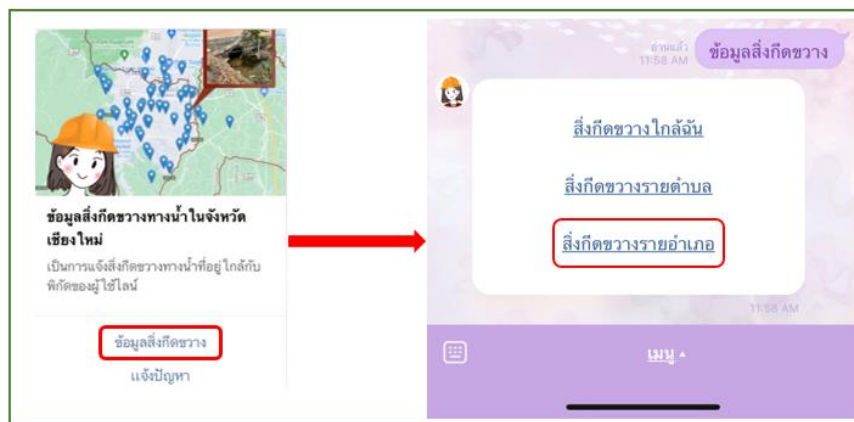 ข้อมูลสิ่งกีดขวางทางน้ำในจังหวัด
เชียงใหม่
เป็นการแจ้งสิ่งกีดขวางทางน้ำที่อยู่ใกล้กับ
พิกัดของผู้ใช้ไลน์
ข้อมูลสิ่งกีดขวาง
แจ้งปัญหา
อ่านแล้ว
11:58 AM
ข้อมูลสิ่งกีดขวาง
สิ่งกีดขวางใกล้ฉัน
สิ่งกีดขวางรายตำบล
สิ่งกีดขวางรายอำเภอ
11:58 AM
เมนู